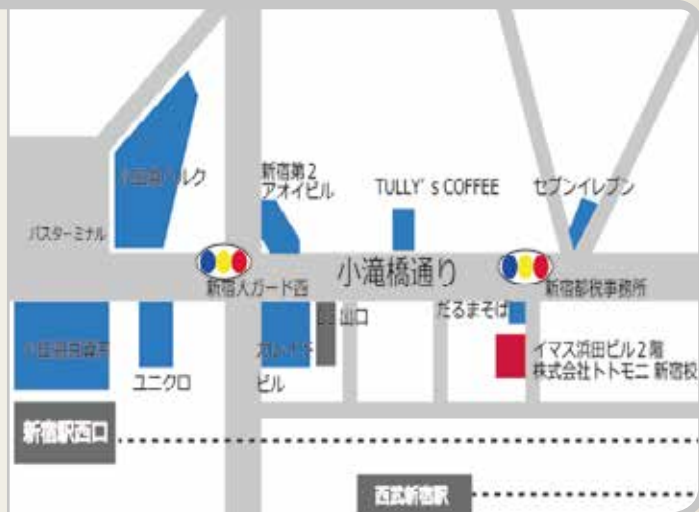 新宿第2
アオイビル
TULLY’s COFFEE
セブンイレブン
バスターミナル
小滝橋通り
新宿大ガード西
新宿都税事務所
出口
だるまそば
イマス浜田ビル2階
株式会社トトモニ 新宿校
ユニクロ
ビル
新宿駅西口
西武新宿駅